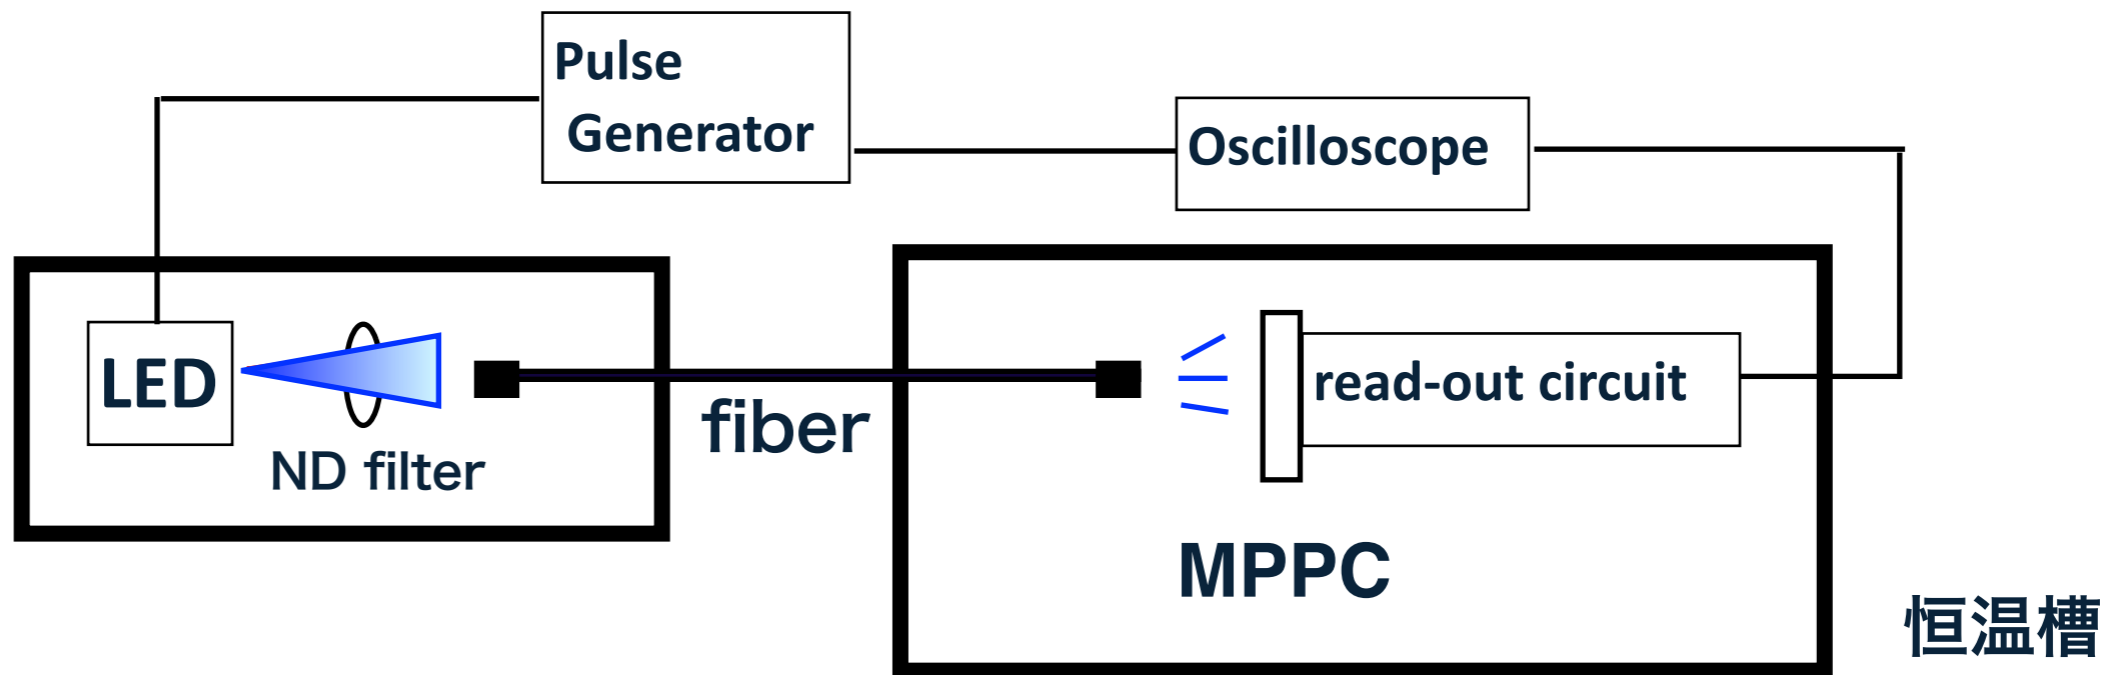 Pulse
Generator
Oscilloscope
LED
ND filter
fiber
read-out circuit
MPPC
恒温槽